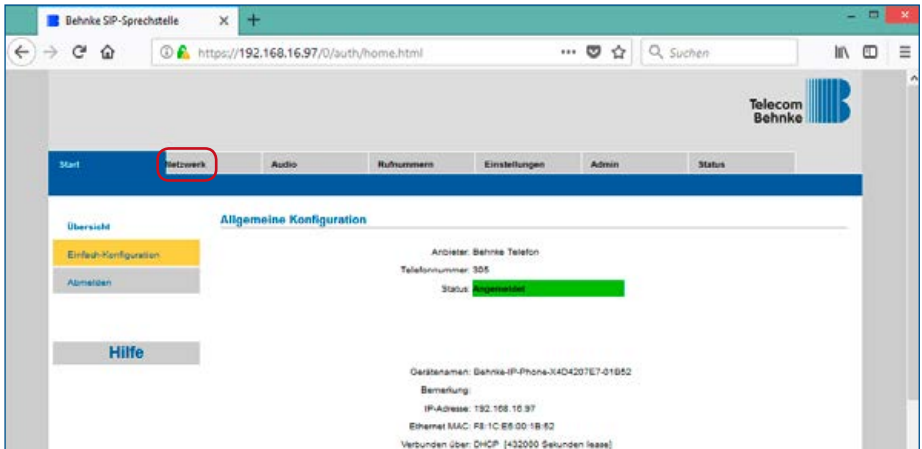 Behnke SIP-Sprechstelle
https://192.168.16.97/0/auth/home.html
Suchen
Telecom
Behnke
Start Netzwerk Audio Rufnummern Einstellungen Admin Status
Übersicht
Allgemeine Konfiguration
Einfach-Konfiguration
Abmelden
Hilfe
Anbieter: Behnke Telefon
Telefonnummer: 305
Status: Angemeldet
Gerätenamen: Behnke-IP-Phone-X4D4207E7-01B52
Bemerkung:
IP-Adresse: 192.168.16.97
Ethernet MAC: F8:1C:E6:00:1B:52
Verbunden über: DHCP [432000 Sekunden lease]